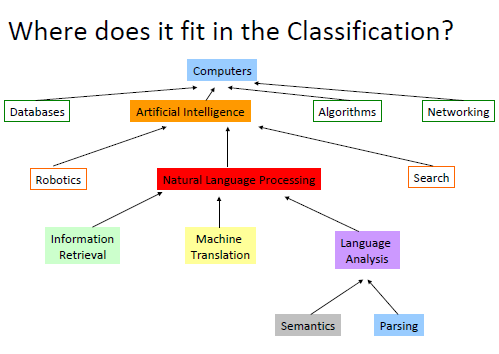 Where does it fit in the Classification?
Computers
Databases
Artificial Intelligence
Algorithms
Networking
Robotics
Natural Language Processing
Search
Information
Retrieval
Machine
Translation
Language
Analysis
Semantics
Parsing